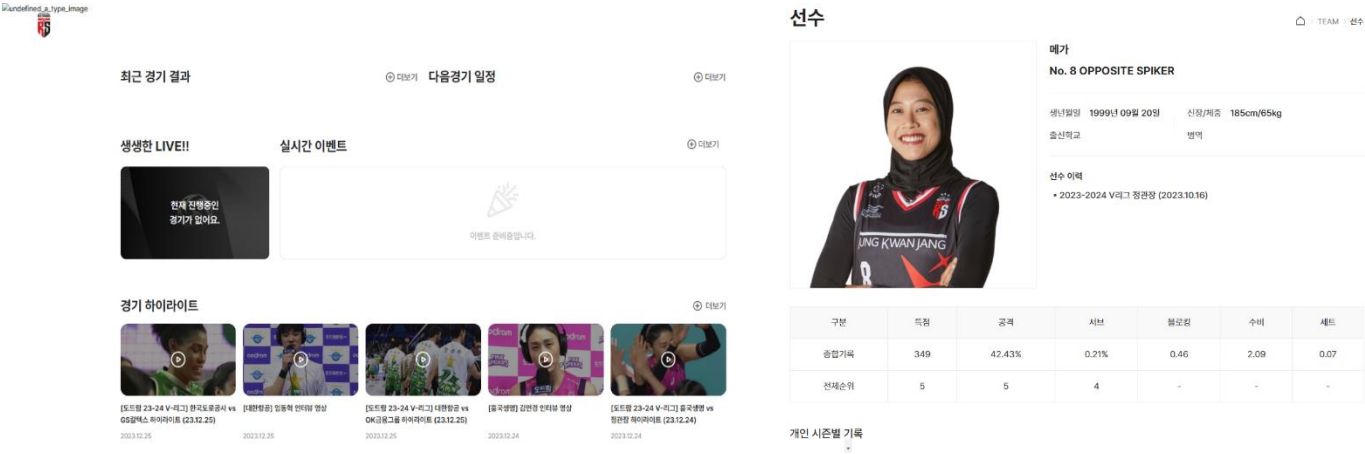 undefined_a_type_image
최근 경기 결과
더보기
다음경기 일정
더보기
생생한 LIVE!!
실시간 이벤트
더보기
현재 진행중인
경기가 없어요.
이벤트 준비중입니다.
경기 하이라이트
더보기
[도드람 23-24 V-리그] 한국도로공사 vs
GS칼텍스 하이라이트 (23.12.25)
2023.12.25
[대한항공] 임동혁 인터뷰 영상
2023.12.25
[도드람 23-24 V-리그] 대한항공 vs
OK금융그룹 하이라이트 (23.12.25)
2023.12.25
[흥국생명] 김연경 인터뷰 영상
2023.12.24
[도드람 23-24 V-리그] 흥국생명 vs
정관장 하이라이트 (23.12.24)
2023.12.24
선수
TEAM 선수
메가
No. 8 OPPOSITE SPIKER
생년월일 1999년 09월 20일 신장/체중 185cm/65kg
출신학교 병역
선수 이력
• 2023-2024 V리그 정관장 (2023.10.16)
RS
JUNG KWAN JANG
8
구분 득점 공격 서브 블로킹 수비 세트
종합기록 349 42.43% 0.21% 0.46 2.09 0.07
전체순위 5 5 4 - - -
개인 시즌별 기록